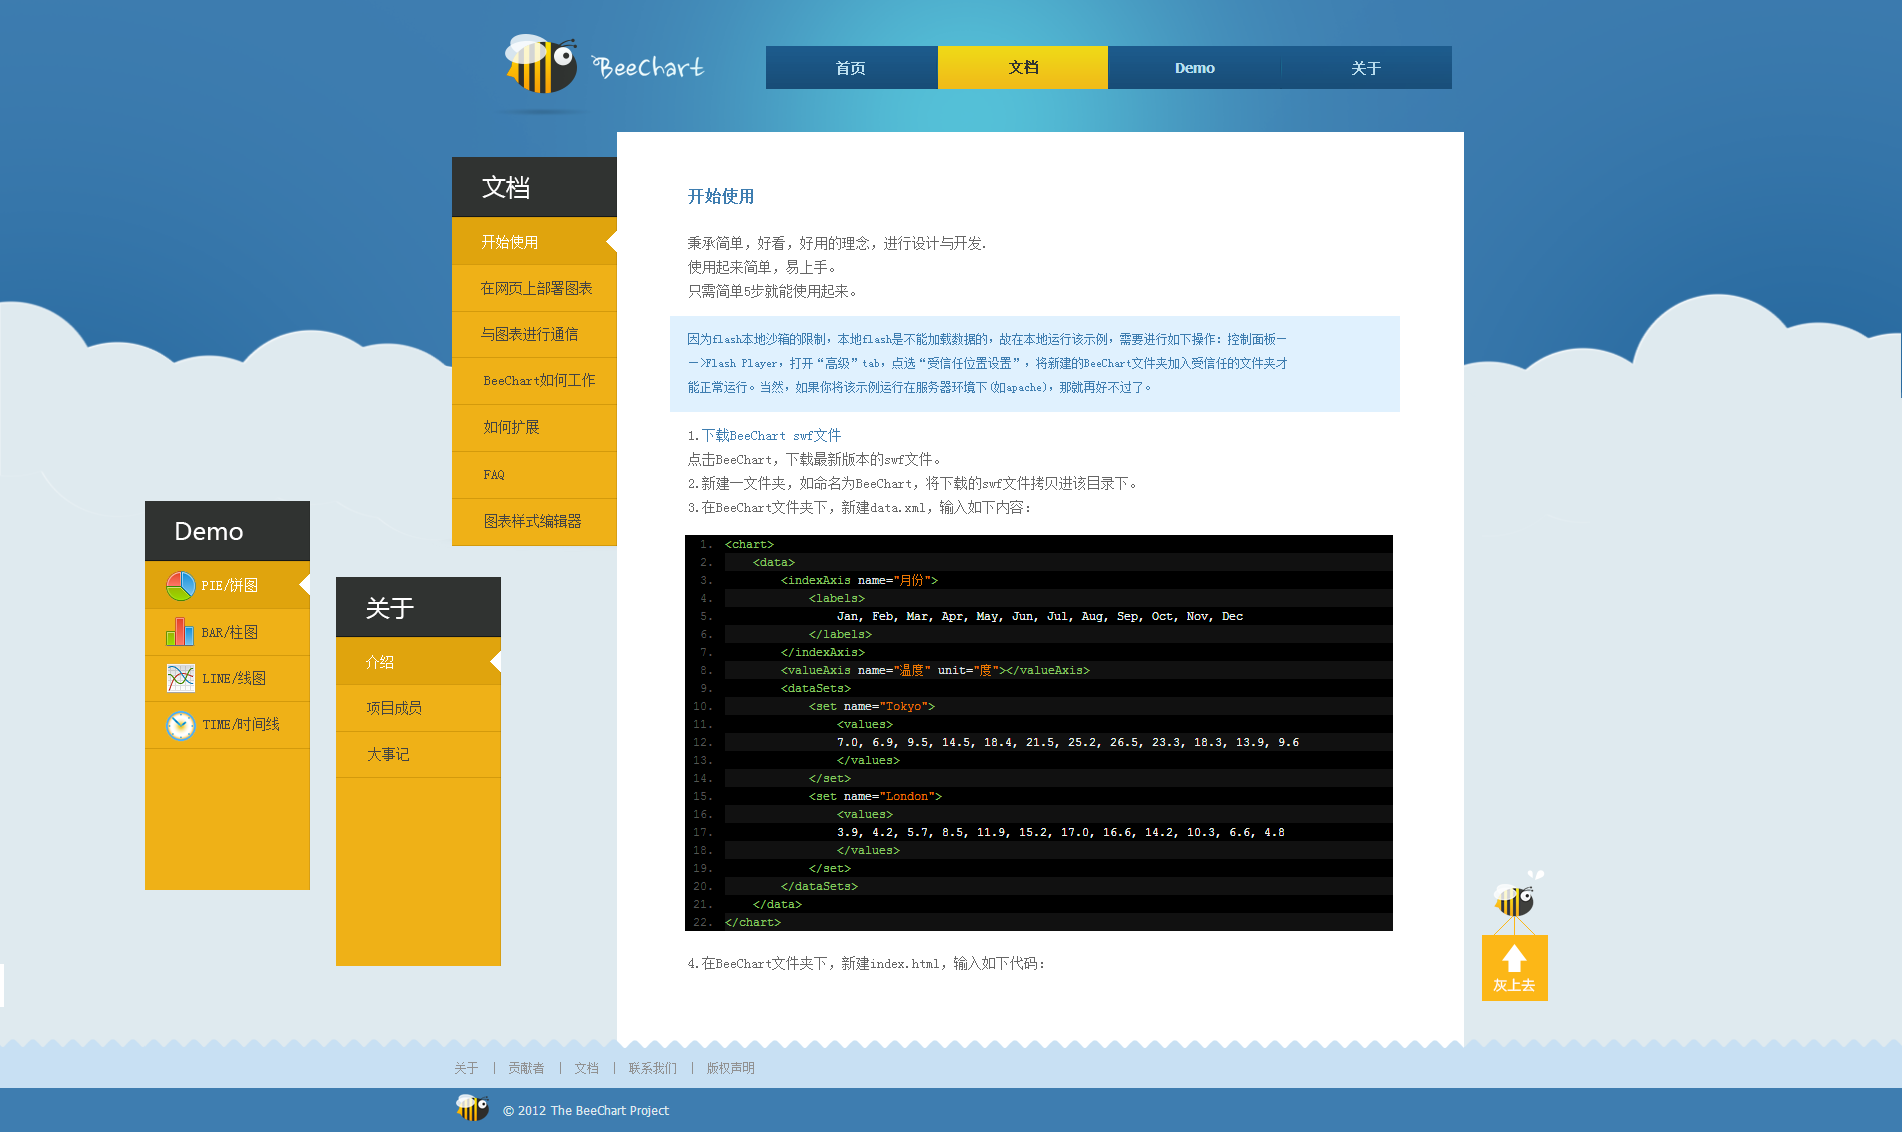 BeeChart
首页
文档
Demo
关于
文档
开始使用
在网页上部署图表
与图表进行通信
BeeChart如何工作
如何扩展
FAQ
图表样式编辑器
Demo
PIE/饼图
BAR/柱图
LINE/线图
TIME/时间线
关于
介绍
项目成员
大事记
开始使用
秉承简单，好看，好用的理念，进行设计与开发.
使用起来简单，易上手。
只需简单5步就能使用起来。
因为flash本地沙箱的限制，本地flash是不能加载数据的，故在本地运行该示例，需要进行如下操作：控制面板—
—>Flash Player，打开“高级”tab，点选“受信任位置设置”，将新建的BeeChart文件夹加入受信任的文件夹才
能正常运行。当然，如果你将该示例运行在服务器环境下(如apache)，那就再好不过了。
1.下载BeeChart swf文件
点击BeeChart，下载最新版本的swf文件。
2.新建一文件夹，如命名为BeeChart，将下载的swf文件拷贝进该目录下。
3.在BeeChart文件夹下，新建data.xml，输入如下内容：
1. <chart>
2. <data>
3. <indexAxis name="月份">
4. <labels>
5. Jan, Feb, Mar, Apr, May, Jun, Jul, Aug, Sep, Oct, Nov, Dec
6. </labels>
7. </indexAxis>
8. <valueAxis name="温度" unit="度"></valueAxis>
9. <dataSets>
10. <set name="Tokyo">
11. <values>
12. 7.0, 6.9, 9.5, 14.5, 18.4, 21.5, 25.2, 26.5, 23.3, 18.3, 13.9, 9.6
13. </values>
14. </set>
15. <set name="London">
16. <values>
17. 3.9, 4.2, 5.7, 8.5, 11.9, 15.2, 17.0, 16.6, 14.2, 10.3, 6.6, 4.8
18. </values>
19. </set>
20. </dataSets>
21. </data>
22. </chart>
4.在BeeChart文件夹下，新建index.html，输入如下代码：
灰上去
关于 | 贡献者 | 文档 | 联系我们 | 版权声明
© 2012 The BeeChart Project